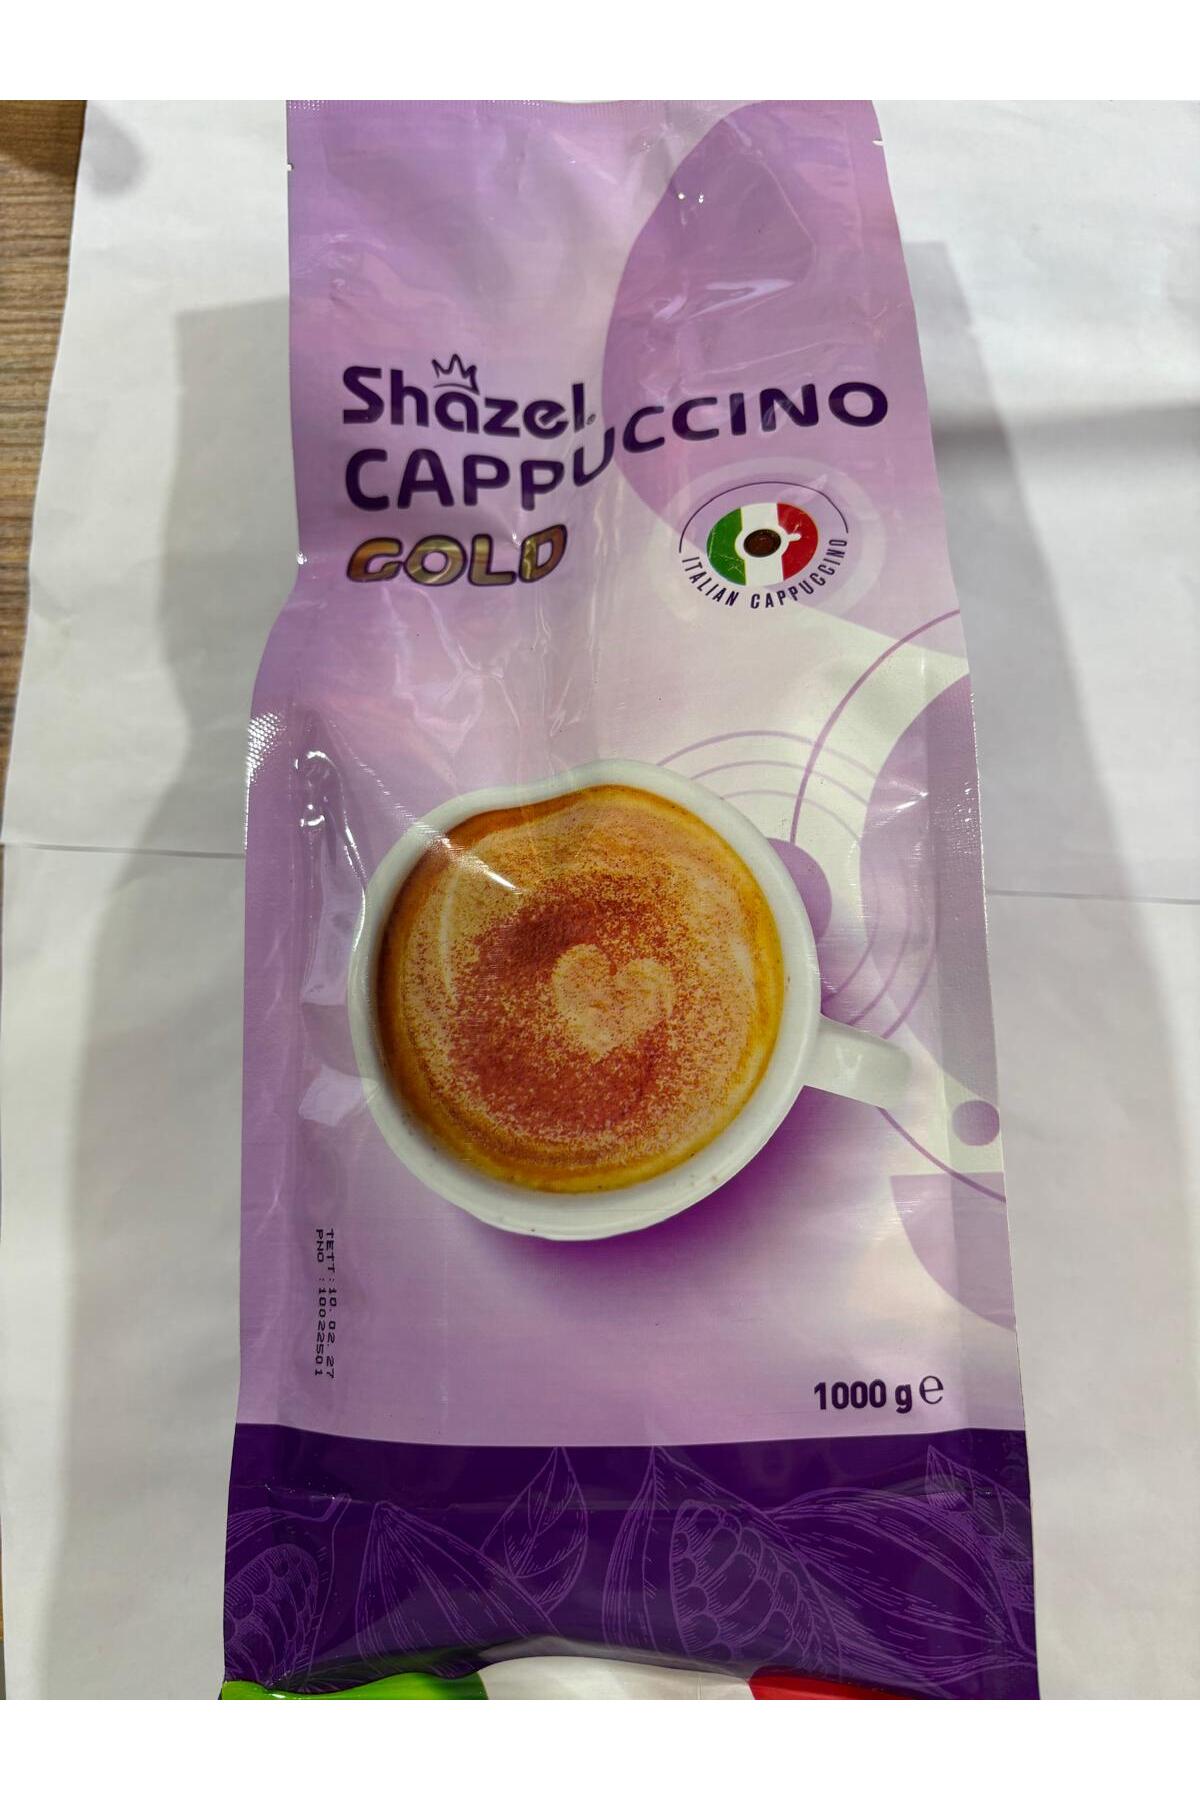 Shazel
CAPPUCCINO
GOLD
ITALIAN CAPPUCCINO
TETT : 10. 02. 27
PNO : 10022501
1000 g ℮